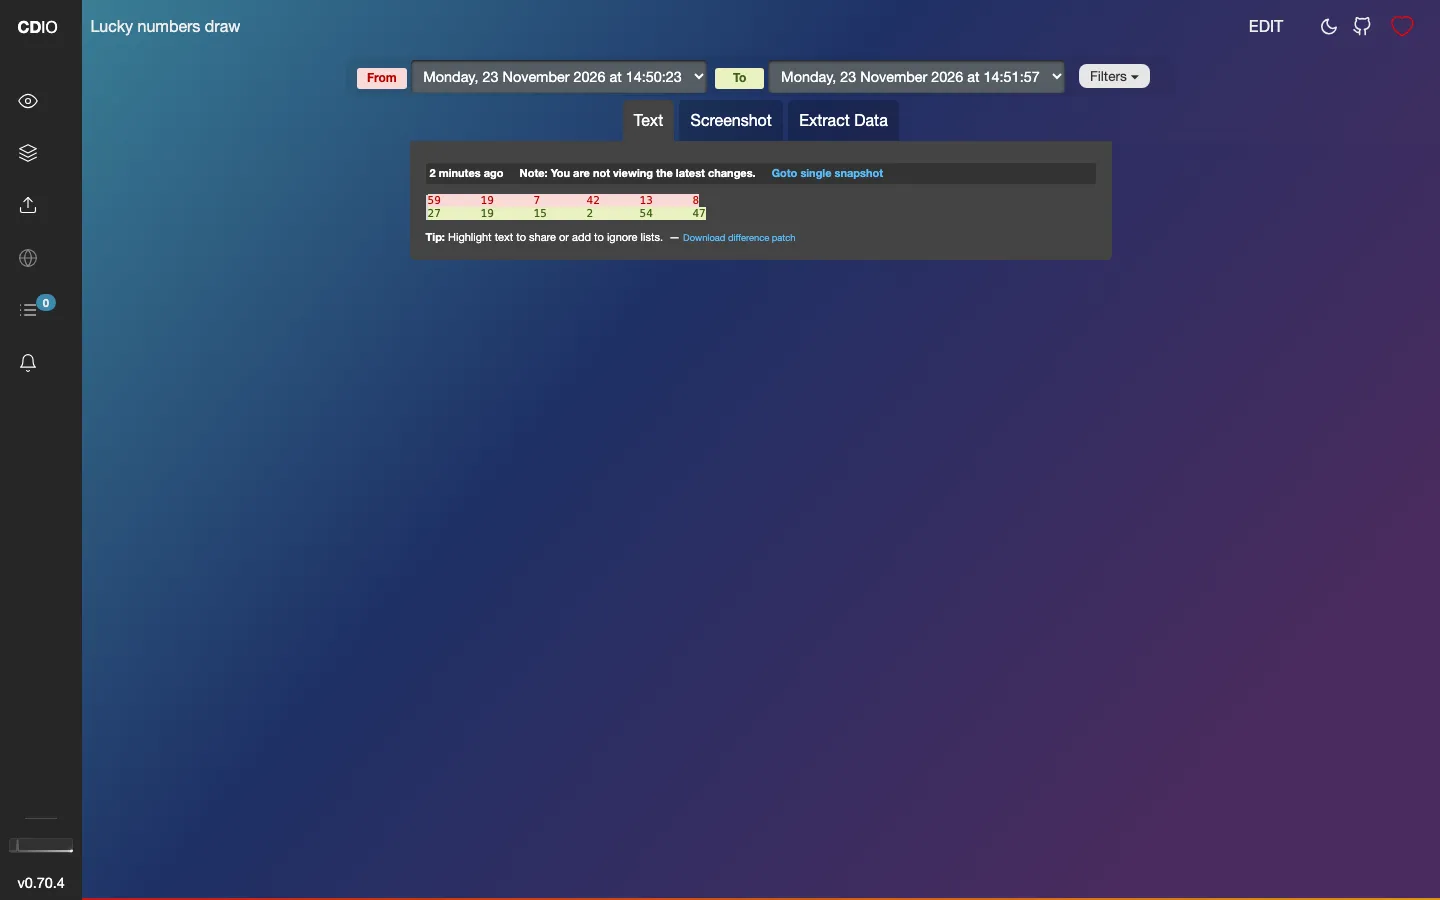 CDIO
Lucky numbers draw
EDIT
From Monday, 23 November 2026 at 14:50:23 To Monday, 23 November 2026 at 14:51:57 Filters
Text Screenshot Extract Data
2 minutes ago Note: You are not viewing the latest changes. Goto single snapshot
59 19 7 42 13 8
27 19 15 2 54 47
Tip: Highlight text to share or add to ignore lists. — Download difference patch
0
v0.70.4